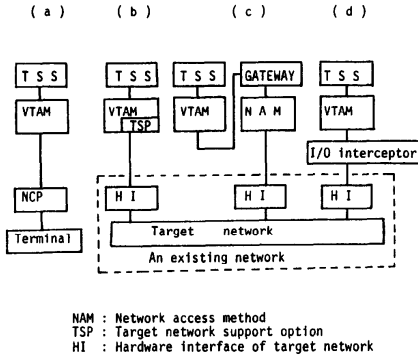 ( a ) ( b ) ( c ) ( d )
T S S T S S T S S GATEWAY T S S
VTAM VTAM VTAM N A M VTAM
TSP
I/O interceptor
NCP H I H I H I
Terminal Target network
An existing network
NAM : Network access method
TSP : Target network support option
HI : Hardware interface of target network